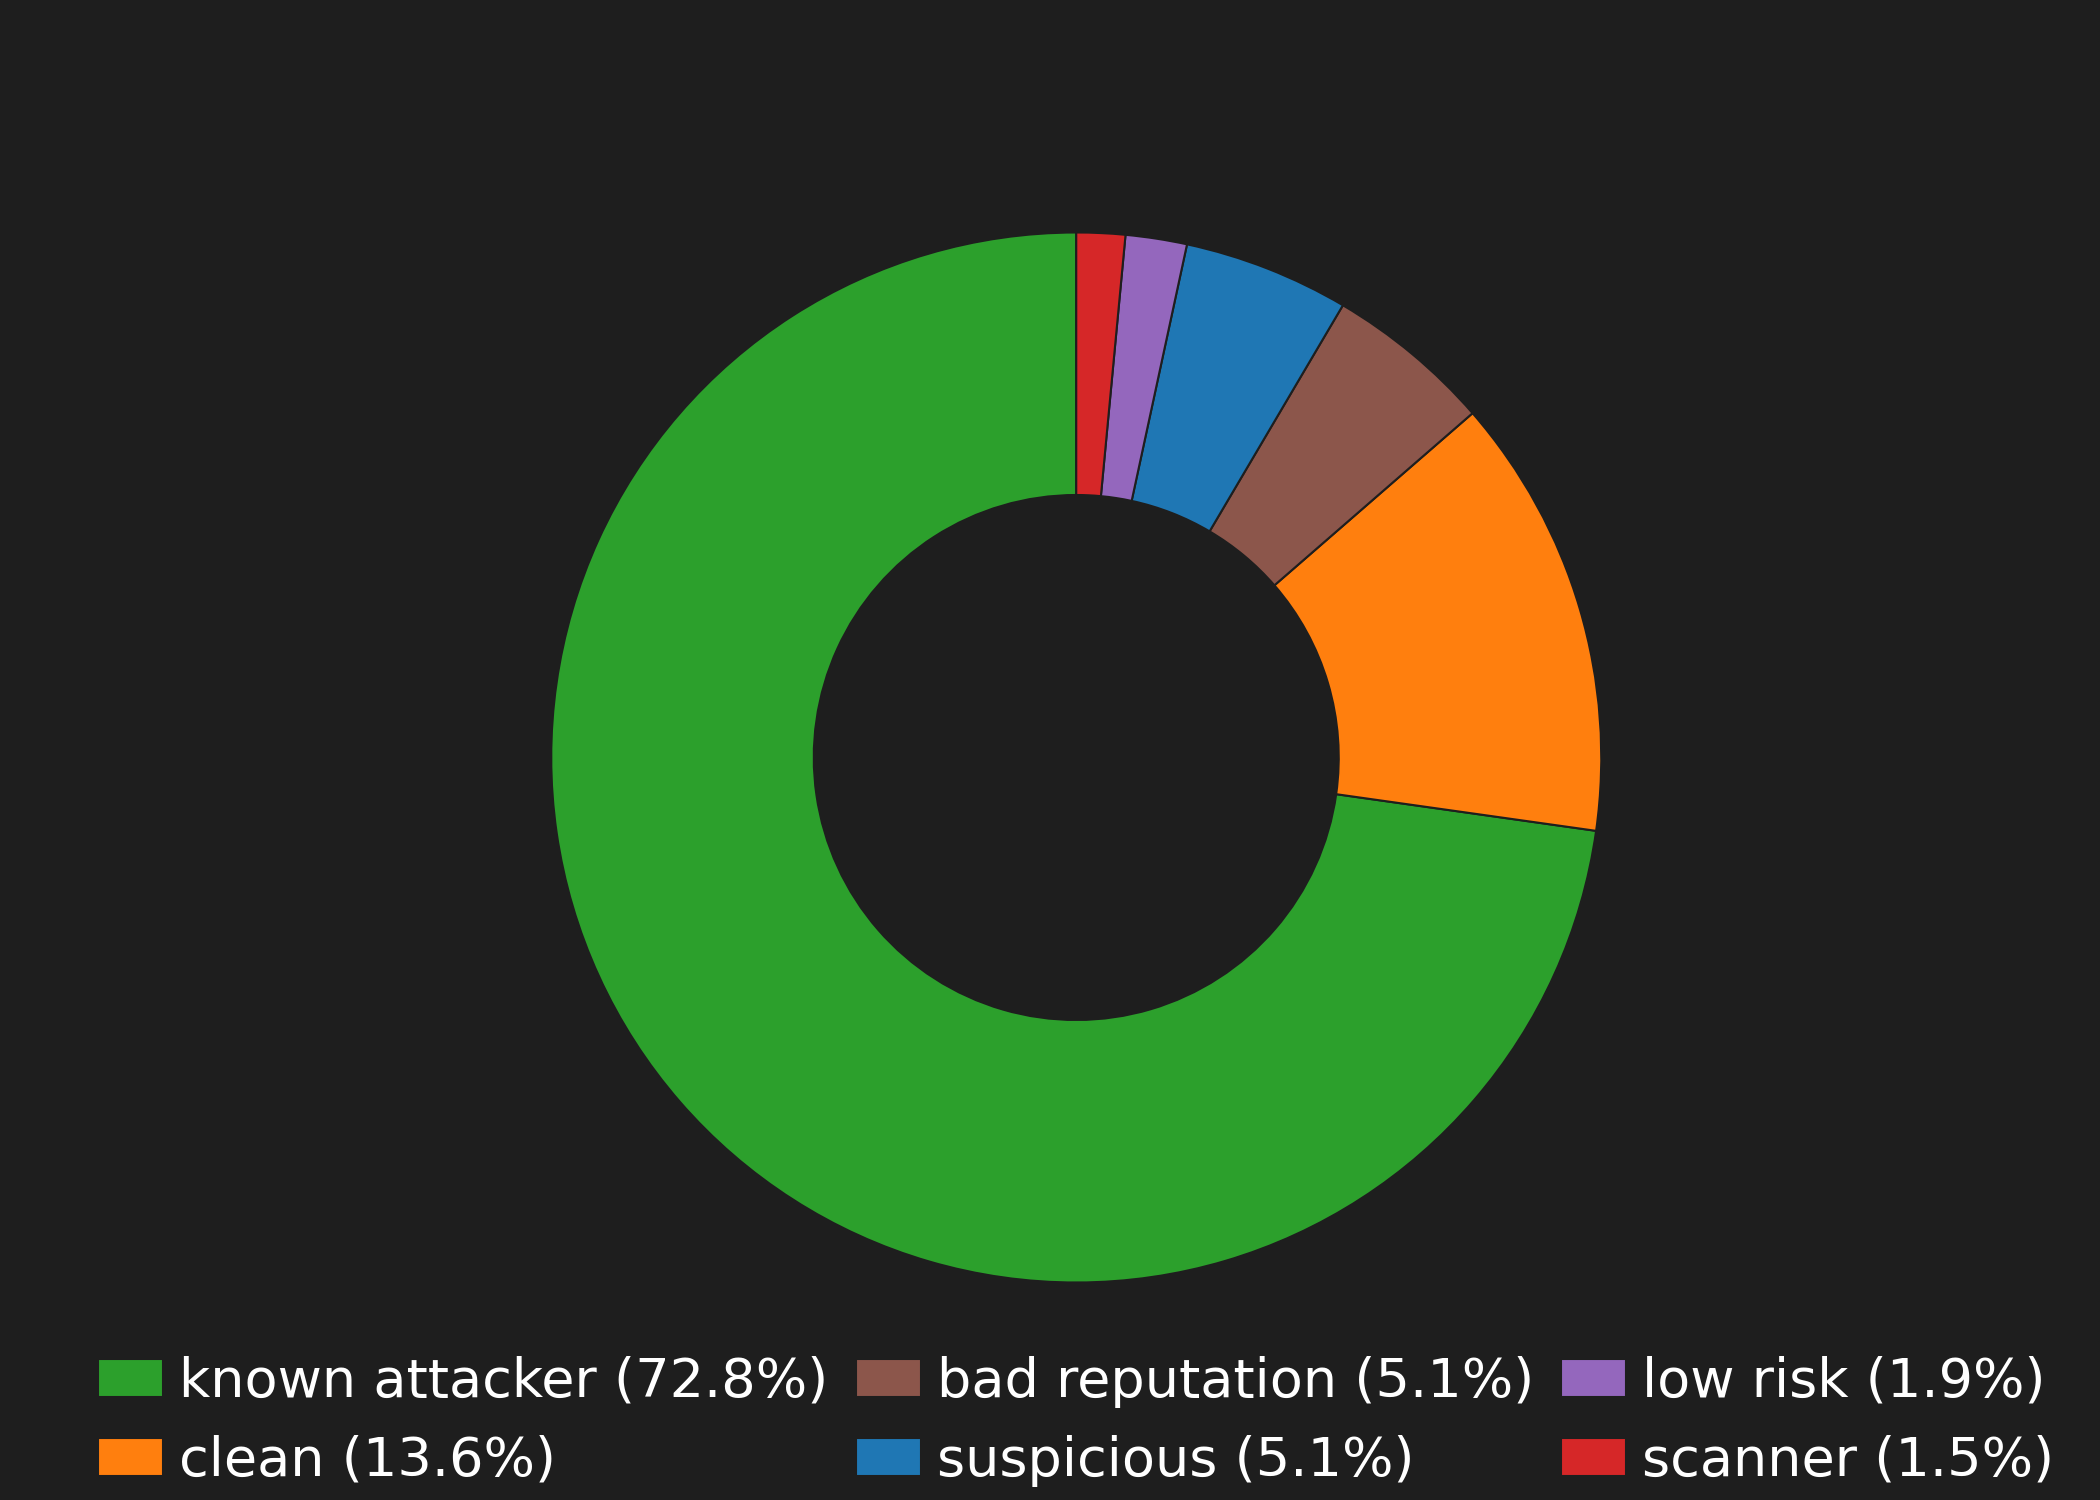 known attacker (72.8%)
clean (13.6%)
bad reputation (5.1%)
suspicious (5.1%)
low risk (1.9%)
scanner (1.5%)